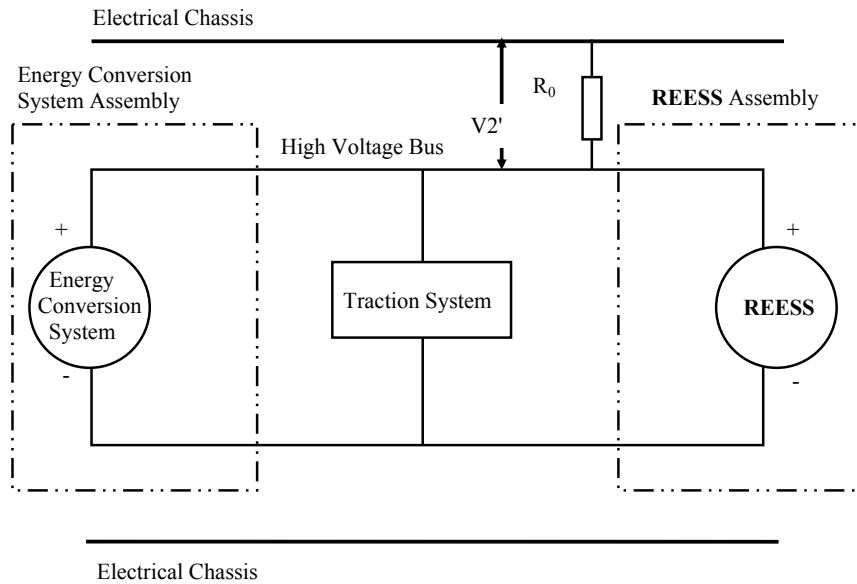 Electrical Chassis
Energy Conversion
System Assembly
R0
REESS Assembly
V2'
High Voltage Bus
+
+
Energy
Conversion
System
Traction System
REESS
-
-
Electrical Chassis